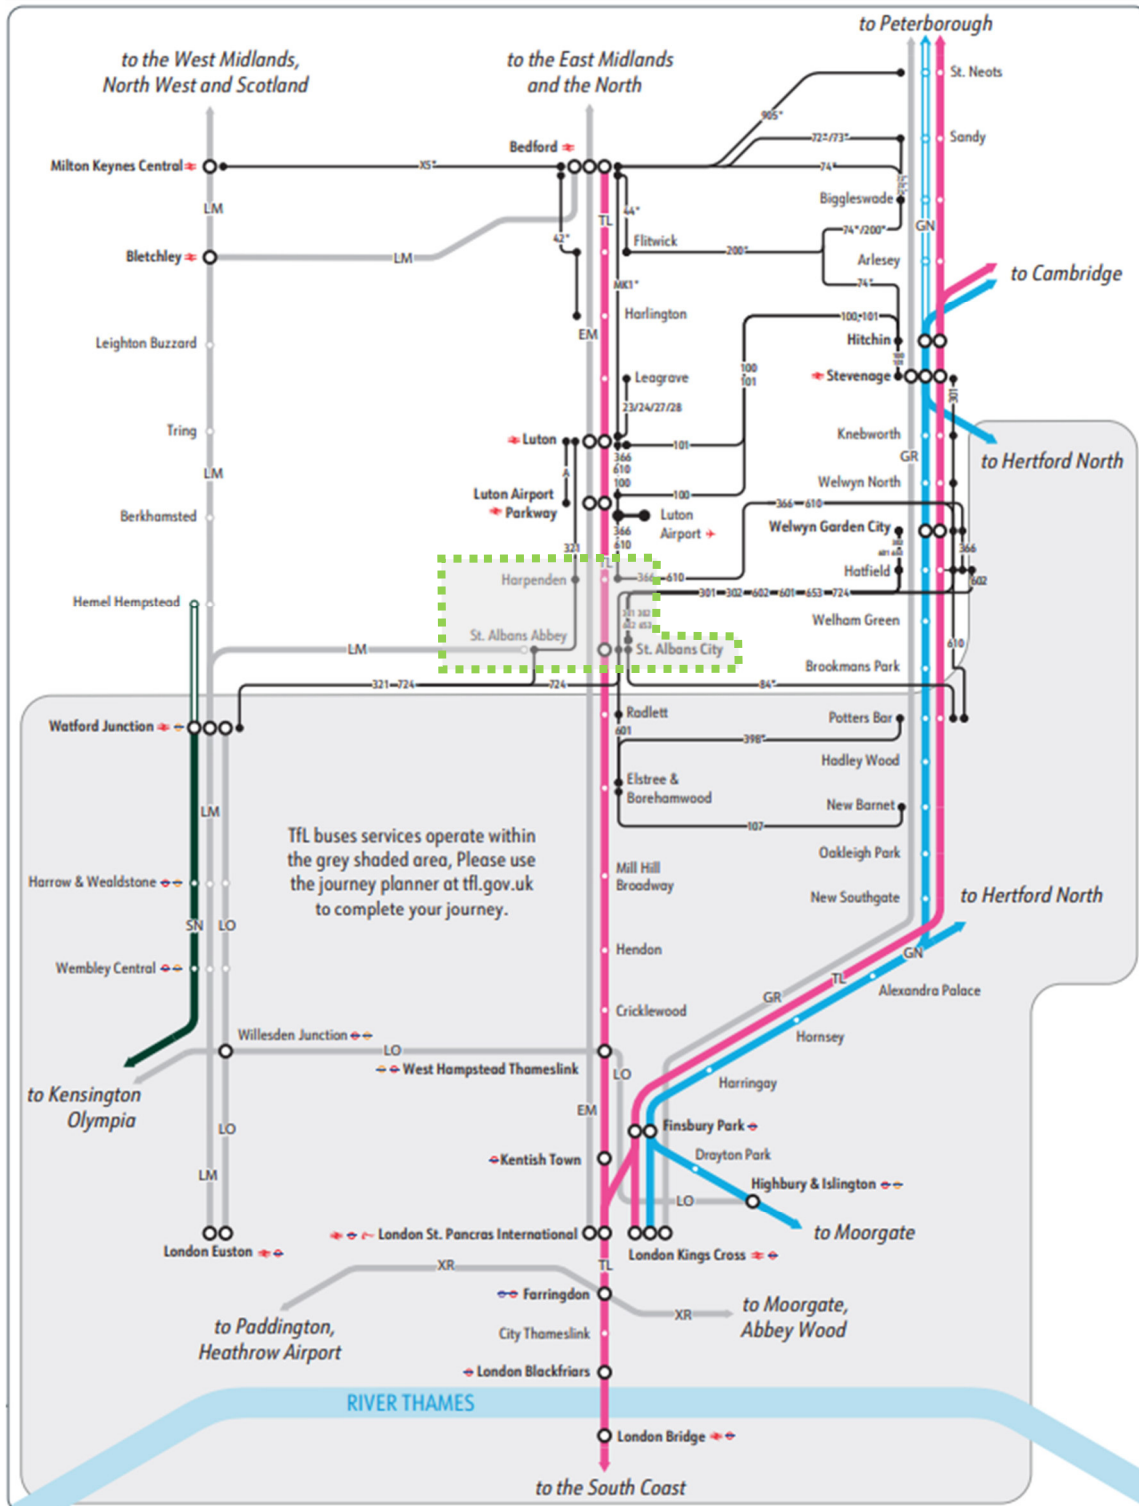 to Peterborough
to the West Midlands,
North West and Scotland
to the East Midlands
and the North
St. Neots
905*
72*/73*
Sandy
Bedford
Milton Keynes Central
X5*
74*
Biggleswade
LM
TL
44*
GN
74*/200*
42*
Flitwick
200*
Bletchley
LM
Arlesey
to Cambridge
MK1*
74*
Harlington
100,101
EM
Leighton Buzzard
Hitchin
100
101
Leagrave
Stevenage
301
23/24/27/28
Tring
Luton
101
Knebworth
366
610
100
GR
to Hertford North
LM
A
Welwyn North
Luton Airport
Parkway
100
366 610
Berkhamsted
Luton
Airport
Welwyn Garden City
366
610
321
366
TL
Harpenden
366 610
Hatfield
602
301 302 602 601 653 724
Hemel Hempstead
301 302
602 653
Welham Green
St. Albans Abbey
LM
St. Albans City
610
Brookmans Park
321 724
724
84*
Watford Junction
Radlett
Potters Bar
601
398*
Hadley Wood
Elstree &
Borehamwood
LM
New Barnet
107
TfL buses services operate within
the grey shaded area, Please use
the journey planner at tfl.gov.uk
to complete your journey.
Oakleigh Park
Mill Hill
Broadway
Harrow & Wealdstone
New Southgate
to Hertford North
SN
LO
Hendon
GN
Wembley Central
TL
GR
Alexandra Palace
Cricklewood
Willesden Junction
Hornsey
LO
West Hampstead Thameslink
LO
to Kensington
Olympia
Harringay
EM
LO
Finsbury Park
Kentish Town
Drayton Park
LM
Highbury & Islington
LO
London St. Pancras International
to Moorgate
London Euston
London Kings Cross
XR
TL
Farringdon
to Paddington,
Heathrow Airport
XR
to Moorgate,
Abbey Wood
City Thameslink
London Blackfriars
RIVER THAMES
London Bridge
to the South Coast